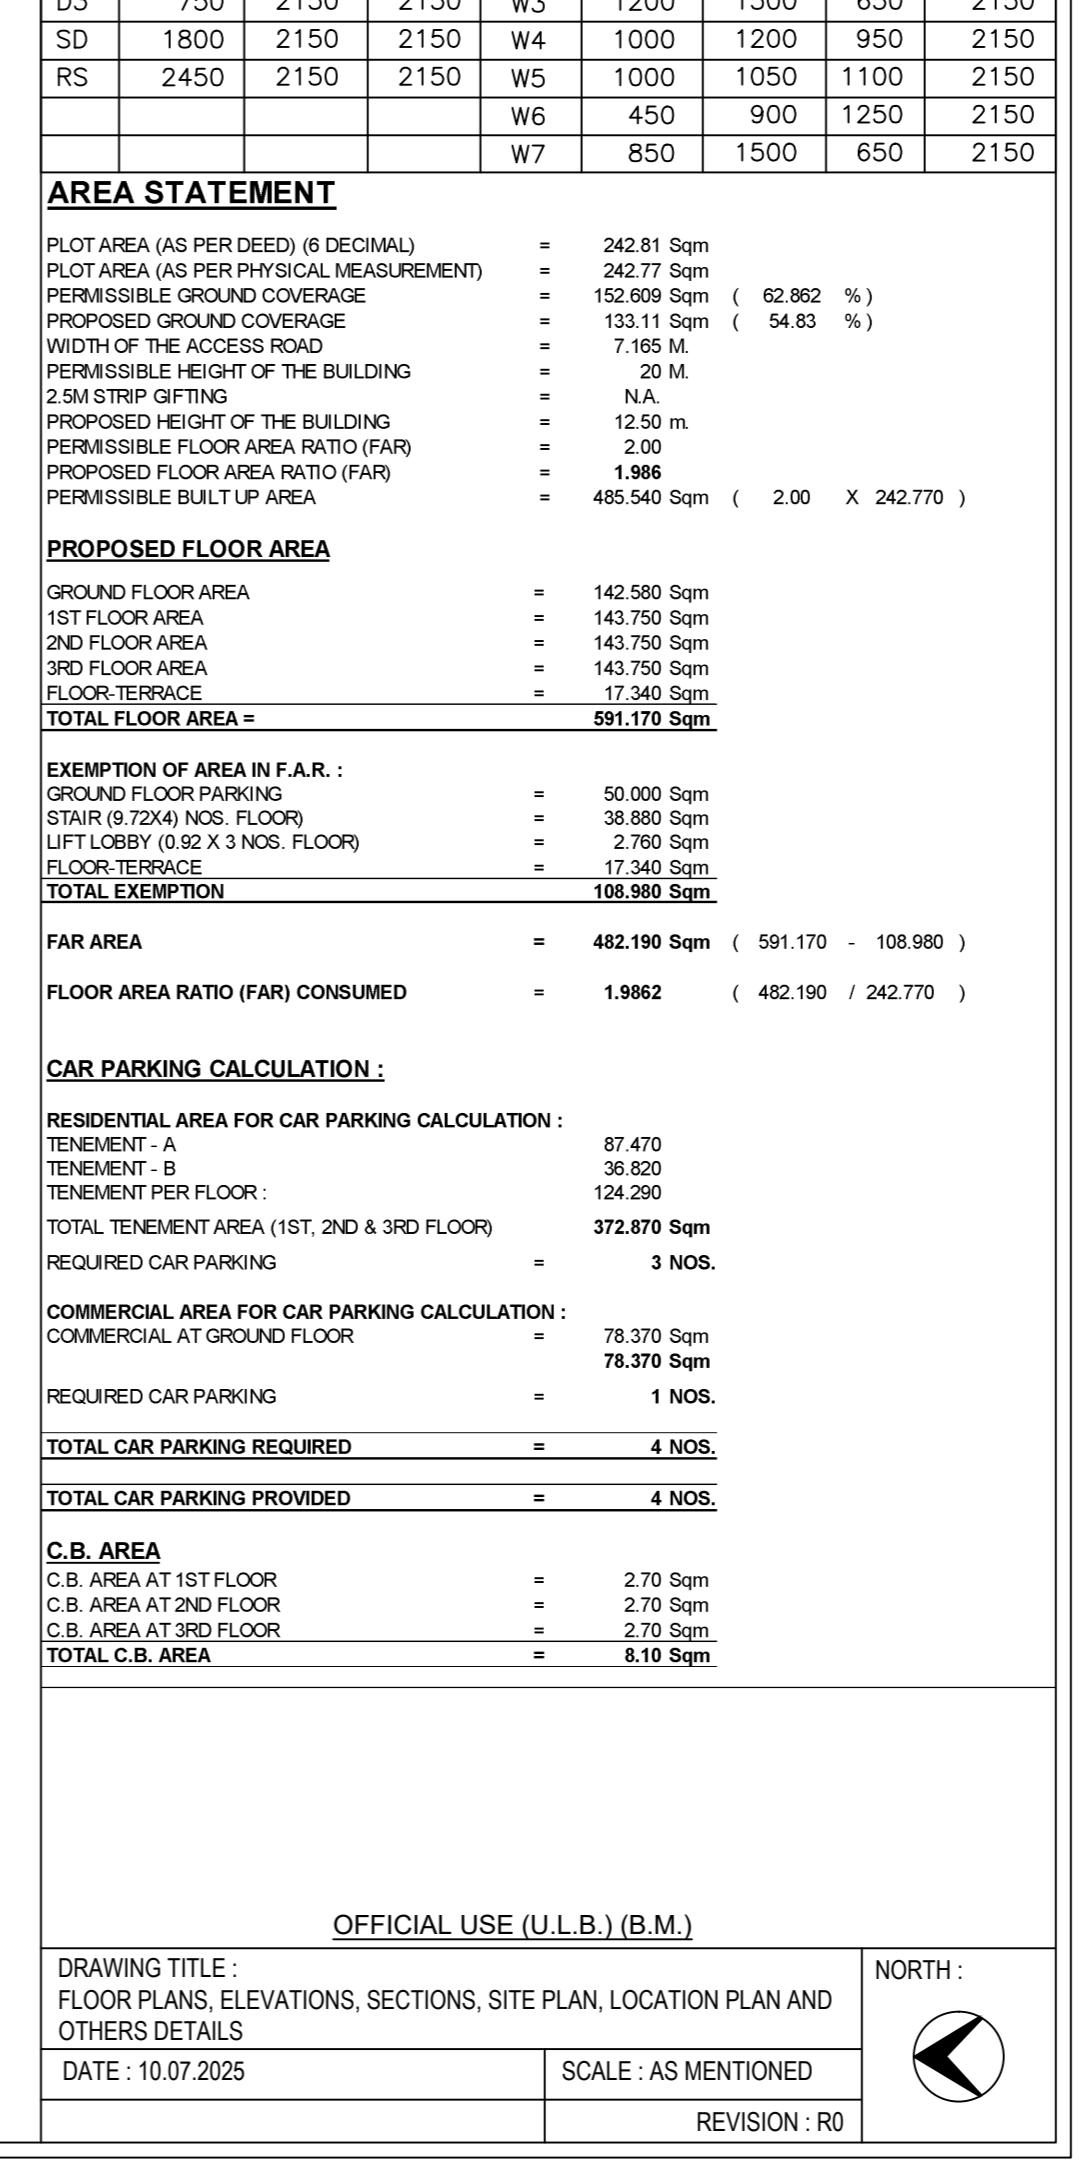 D3 750 2150 2150 W3 1200 1500 650 2150
SD 1800 2150 2150 W4 1000 1200 950 2150
RS 2450 2150 2150 W5 1000 1050 1100 2150
W6 450 900 1250 2150
W7 850 1500 650 2150
AREA STATEMENT
PLOT AREA (AS PER DEED) (6 DECIMAL) = 242.81 Sqm
PLOT AREA (AS PER PHYSICAL MEASUREMENT) = 242.77 Sqm
PERMISSIBLE GROUND COVERAGE = 152.609 Sqm ( 62.862 % )
PROPOSED GROUND COVERAGE = 133.11 Sqm ( 54.83 % )
WIDTH OF THE ACCESS ROAD = 7.165 M.
PERMISSIBLE HEIGHT OF THE BUILDING = 20 M.
2.5M STRIP GIFTING = N.A.
PROPOSED HEIGHT OF THE BUILDING = 12.50 m.
PERMISSIBLE FLOOR AREA RATIO (FAR) = 2.00
PROPOSED FLOOR AREA RATIO (FAR) = 1.986
PERMISSIBLE BUILT UP AREA = 485.540 Sqm ( 2.00 X 242.770 )
PROPOSED FLOOR AREA
GROUND FLOOR AREA = 142.580 Sqm
1ST FLOOR AREA = 143.750 Sqm
2ND FLOOR AREA = 143.750 Sqm
3RD FLOOR AREA = 143.750 Sqm
FLOOR-TERRACE = 17.340 Sqm
TOTAL FLOOR AREA = 591.170 Sqm
EXEMPTION OF AREA IN F.A.R. :
GROUND FLOOR PARKING = 50.000 Sqm
STAIR (9.72X4) NOS. FLOOR) = 38.880 Sqm
LIFT LOBBY (0.92 X 3 NOS. FLOOR) = 2.760 Sqm
FLOOR-TERRACE = 17.340 Sqm
TOTAL EXEMPTION 108.980 Sqm
FAR AREA = 482.190 Sqm ( 591.170 - 108.980 )
FLOOR AREA RATIO (FAR) CONSUMED = 1.9862 ( 482.190 / 242.770 )
CAR PARKING CALCULATION :
RESIDENTIAL AREA FOR CAR PARKING CALCULATION :
TENEMENT - A 87.470
TENEMENT - B 36.820
TENEMENT PER FLOOR : 124.290
TOTAL TENEMENT AREA (1ST, 2ND & 3RD FLOOR) 372.870 Sqm
REQUIRED CAR PARKING = 3 NOS.
COMMERCIAL AREA FOR CAR PARKING CALCULATION :
COMMERCIAL AT GROUND FLOOR = 78.370 Sqm
78.370 Sqm
REQUIRED CAR PARKING = 1 NOS.
TOTAL CAR PARKING REQUIRED = 4 NOS.
TOTAL CAR PARKING PROVIDED = 4 NOS.
C.B. AREA
C.B. AREA AT 1ST FLOOR = 2.70 Sqm
C.B. AREA AT 2ND FLOOR = 2.70 Sqm
C.B. AREA AT 3RD FLOOR = 2.70 Sqm
TOTAL C.B. AREA = 8.10 Sqm
OFFICIAL USE (U.L.B.) (B.M.)
DRAWING TITLE :
FLOOR PLANS, ELEVATIONS, SECTIONS, SITE PLAN, LOCATION PLAN AND
OTHERS DETAILS
NORTH :
DATE : 10.07.2025 SCALE : AS MENTIONED
REVISION : R0